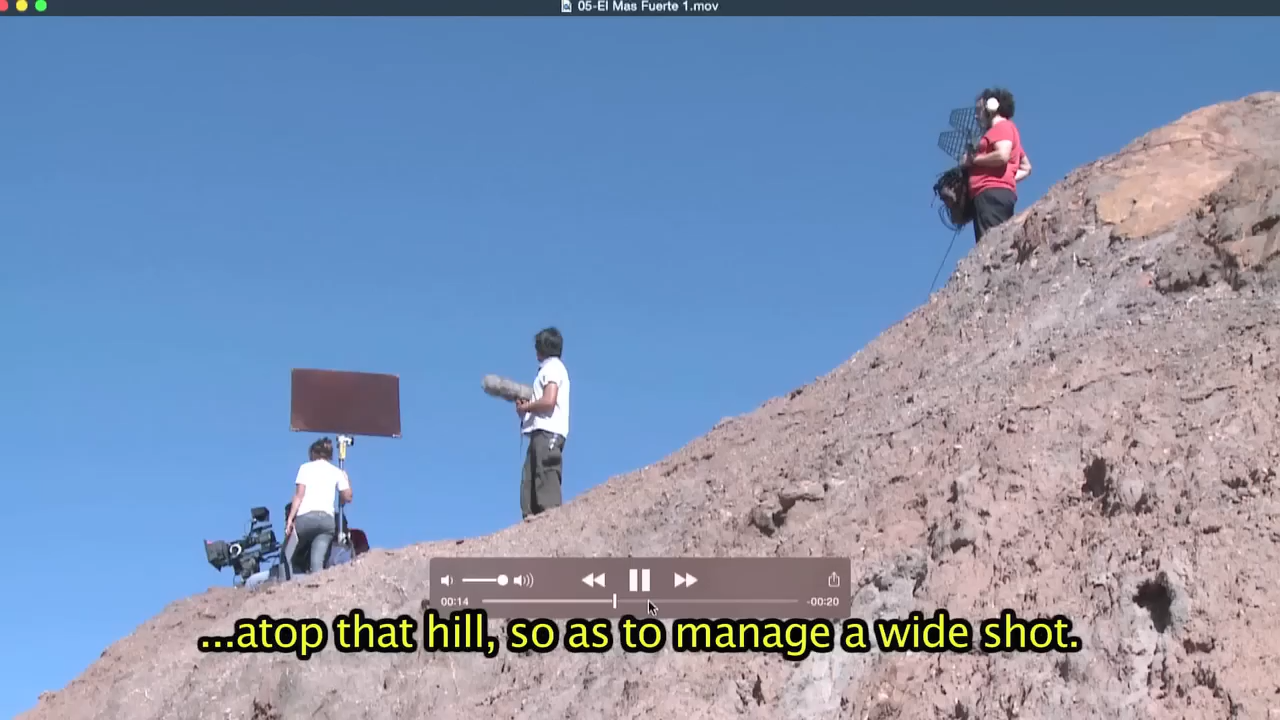 05-El Mas Fuerte 1.mov
00:14
-00:20
...atop that hill, so as to manage a wide shot.